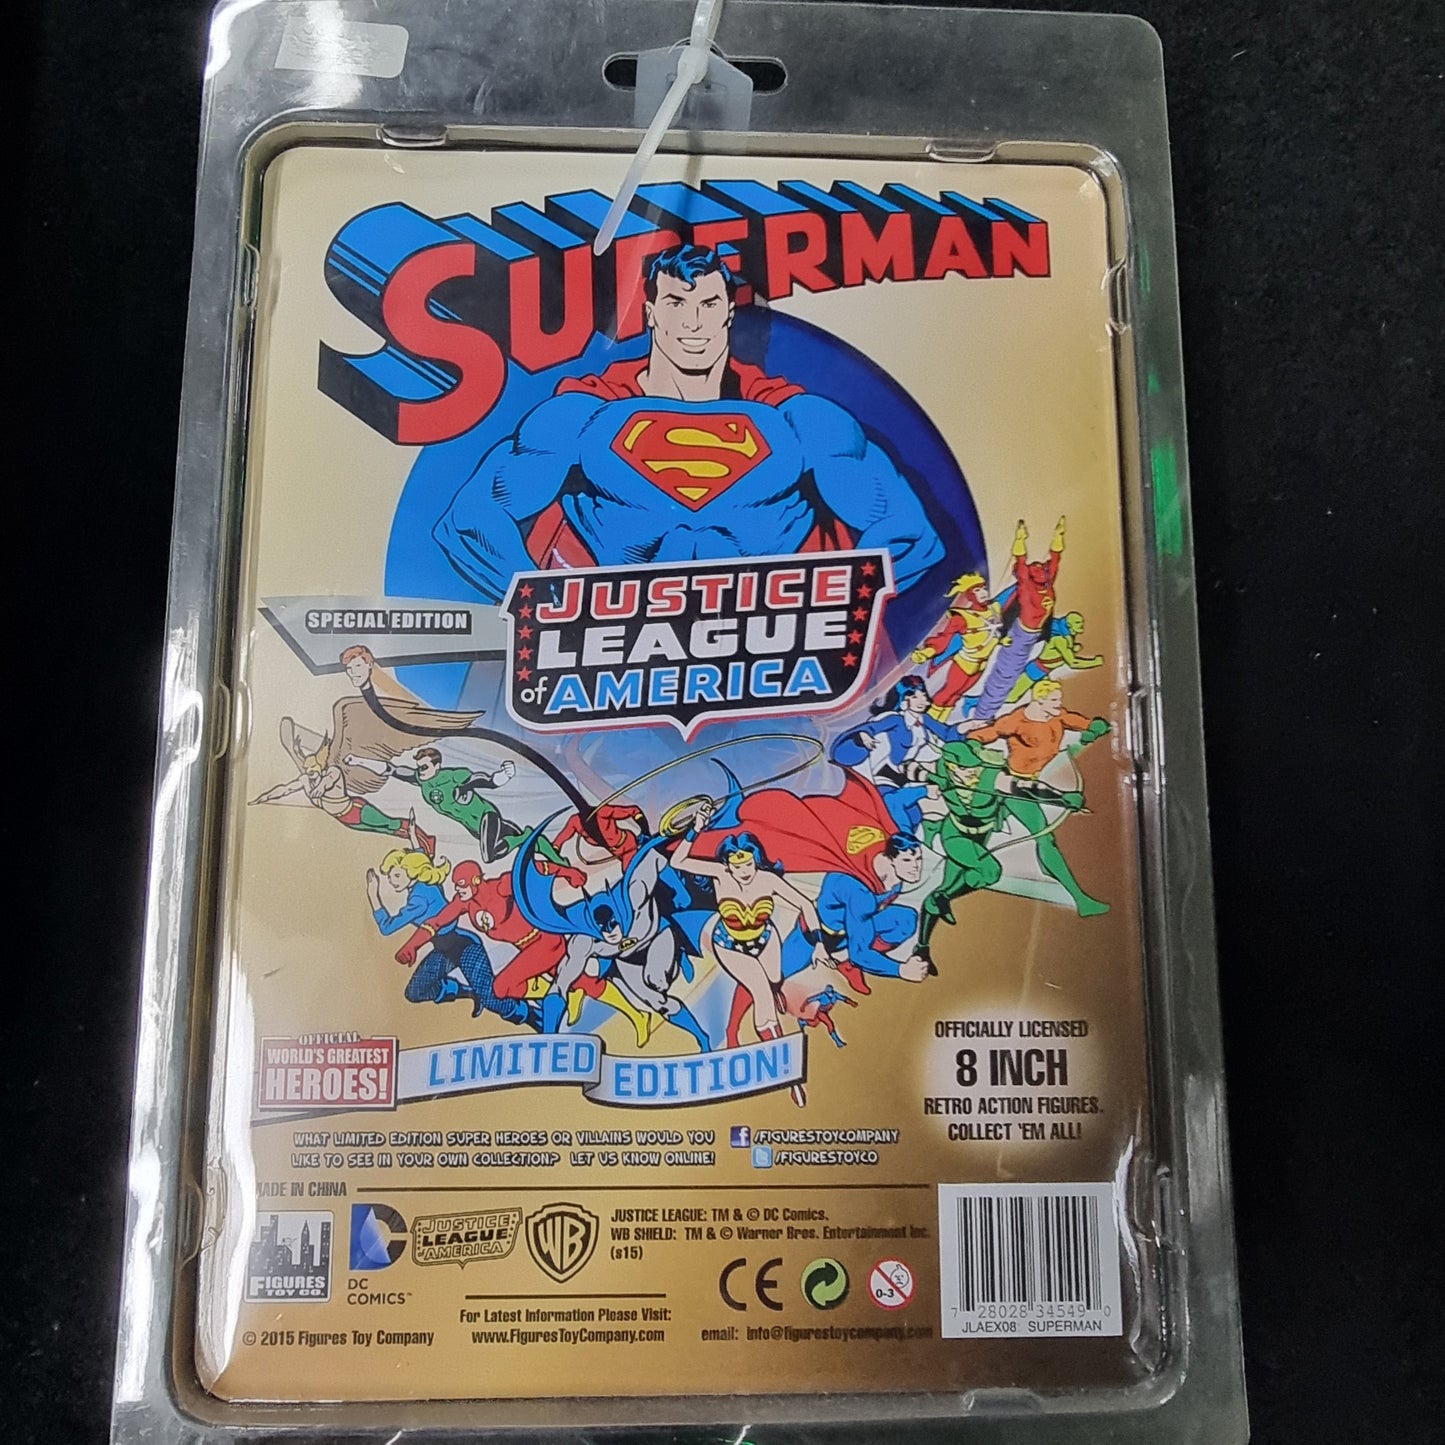 SUPERMAN
S
SPECIAL EDITION
JUSTICE
LEAGUE
of AMERICA
OFFICIAL
WORLD'S GREATEST
HEROES!
LIMITED EDITION!
OFFICIALLY LICENSED
8 INCH
RETRO ACTION FIGURES.
COLLECT 'EM ALL!
WHAT LIMITED EDITION SUPER HEROES OR VILLAINS WOULD YOU
LIKE TO SEE IN YOUR OWN COLLECTION? LET US KNOW ONLINE!
f /FIGURESTOYCOMPANY
/FIGURESTOYCO
MADE IN CHINA
FIGURES
TOY CO.
DC
COMICS™
JUSTICE
LEAGUE
of AMERICA
WB
JUSTICE LEAGUE: TM & © DC Comics.
WB SHIELD: TM & © Warner Bros. Entertainment Inc.
(s15)
CE
0-3
© 2015 Figures Toy Company
For Latest Information Please Visit:
www.FiguresToyCompany.com
email: info@figurestoycompany.com
7 28028 34549 0
JLAEX08: SUPERMAN